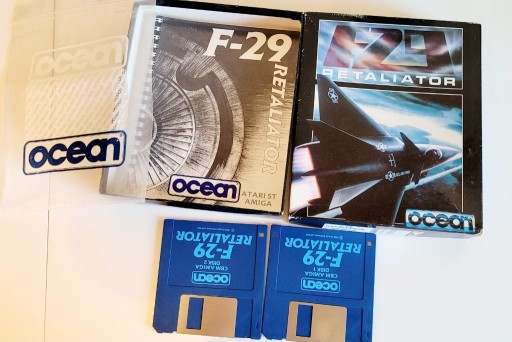 ocean
ocean
F-29
RETALIATOR
ocean
ATARI ST
AMIGA
F29
RETALIATOR
ocean
ocean
CBM AMIGA
DISK 2
F-29
RETALIATOR
ocean
CBM AMIGA
DISK 1
F-29
RETALIATOR